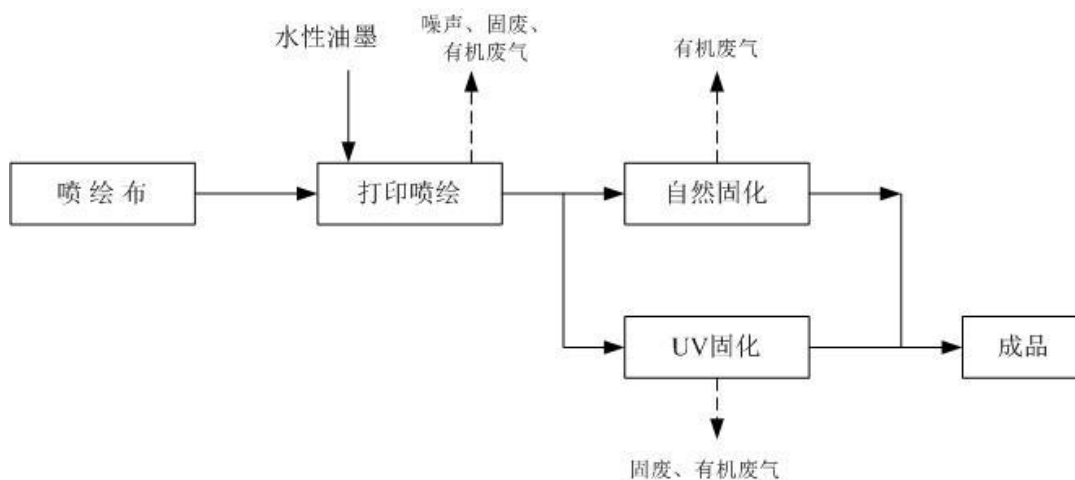 水性油墨
噪声、固废、
有机废气
有机废气
喷 绘 布
打印喷绘
自然固化
UV固化
成品
固废、有机废气